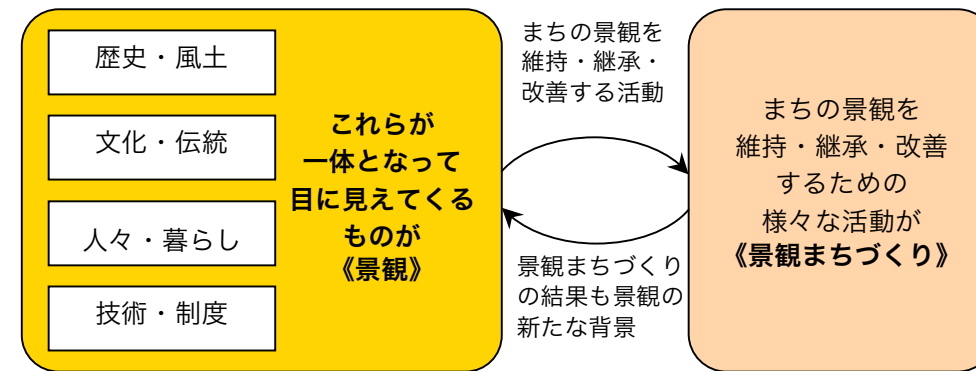 歴史・風土
文化・伝統
人々・暮らし
技術・制度
これらが
一体となって
目に見えてくる
ものが
《景観》
まちの景観を
維持・継承・
改善する活動
景観まちづくり
の結果も景観の
新たな背景
まちの景観を
維持・継承・改善
するための
様々な活動が
《景観まちづくり》